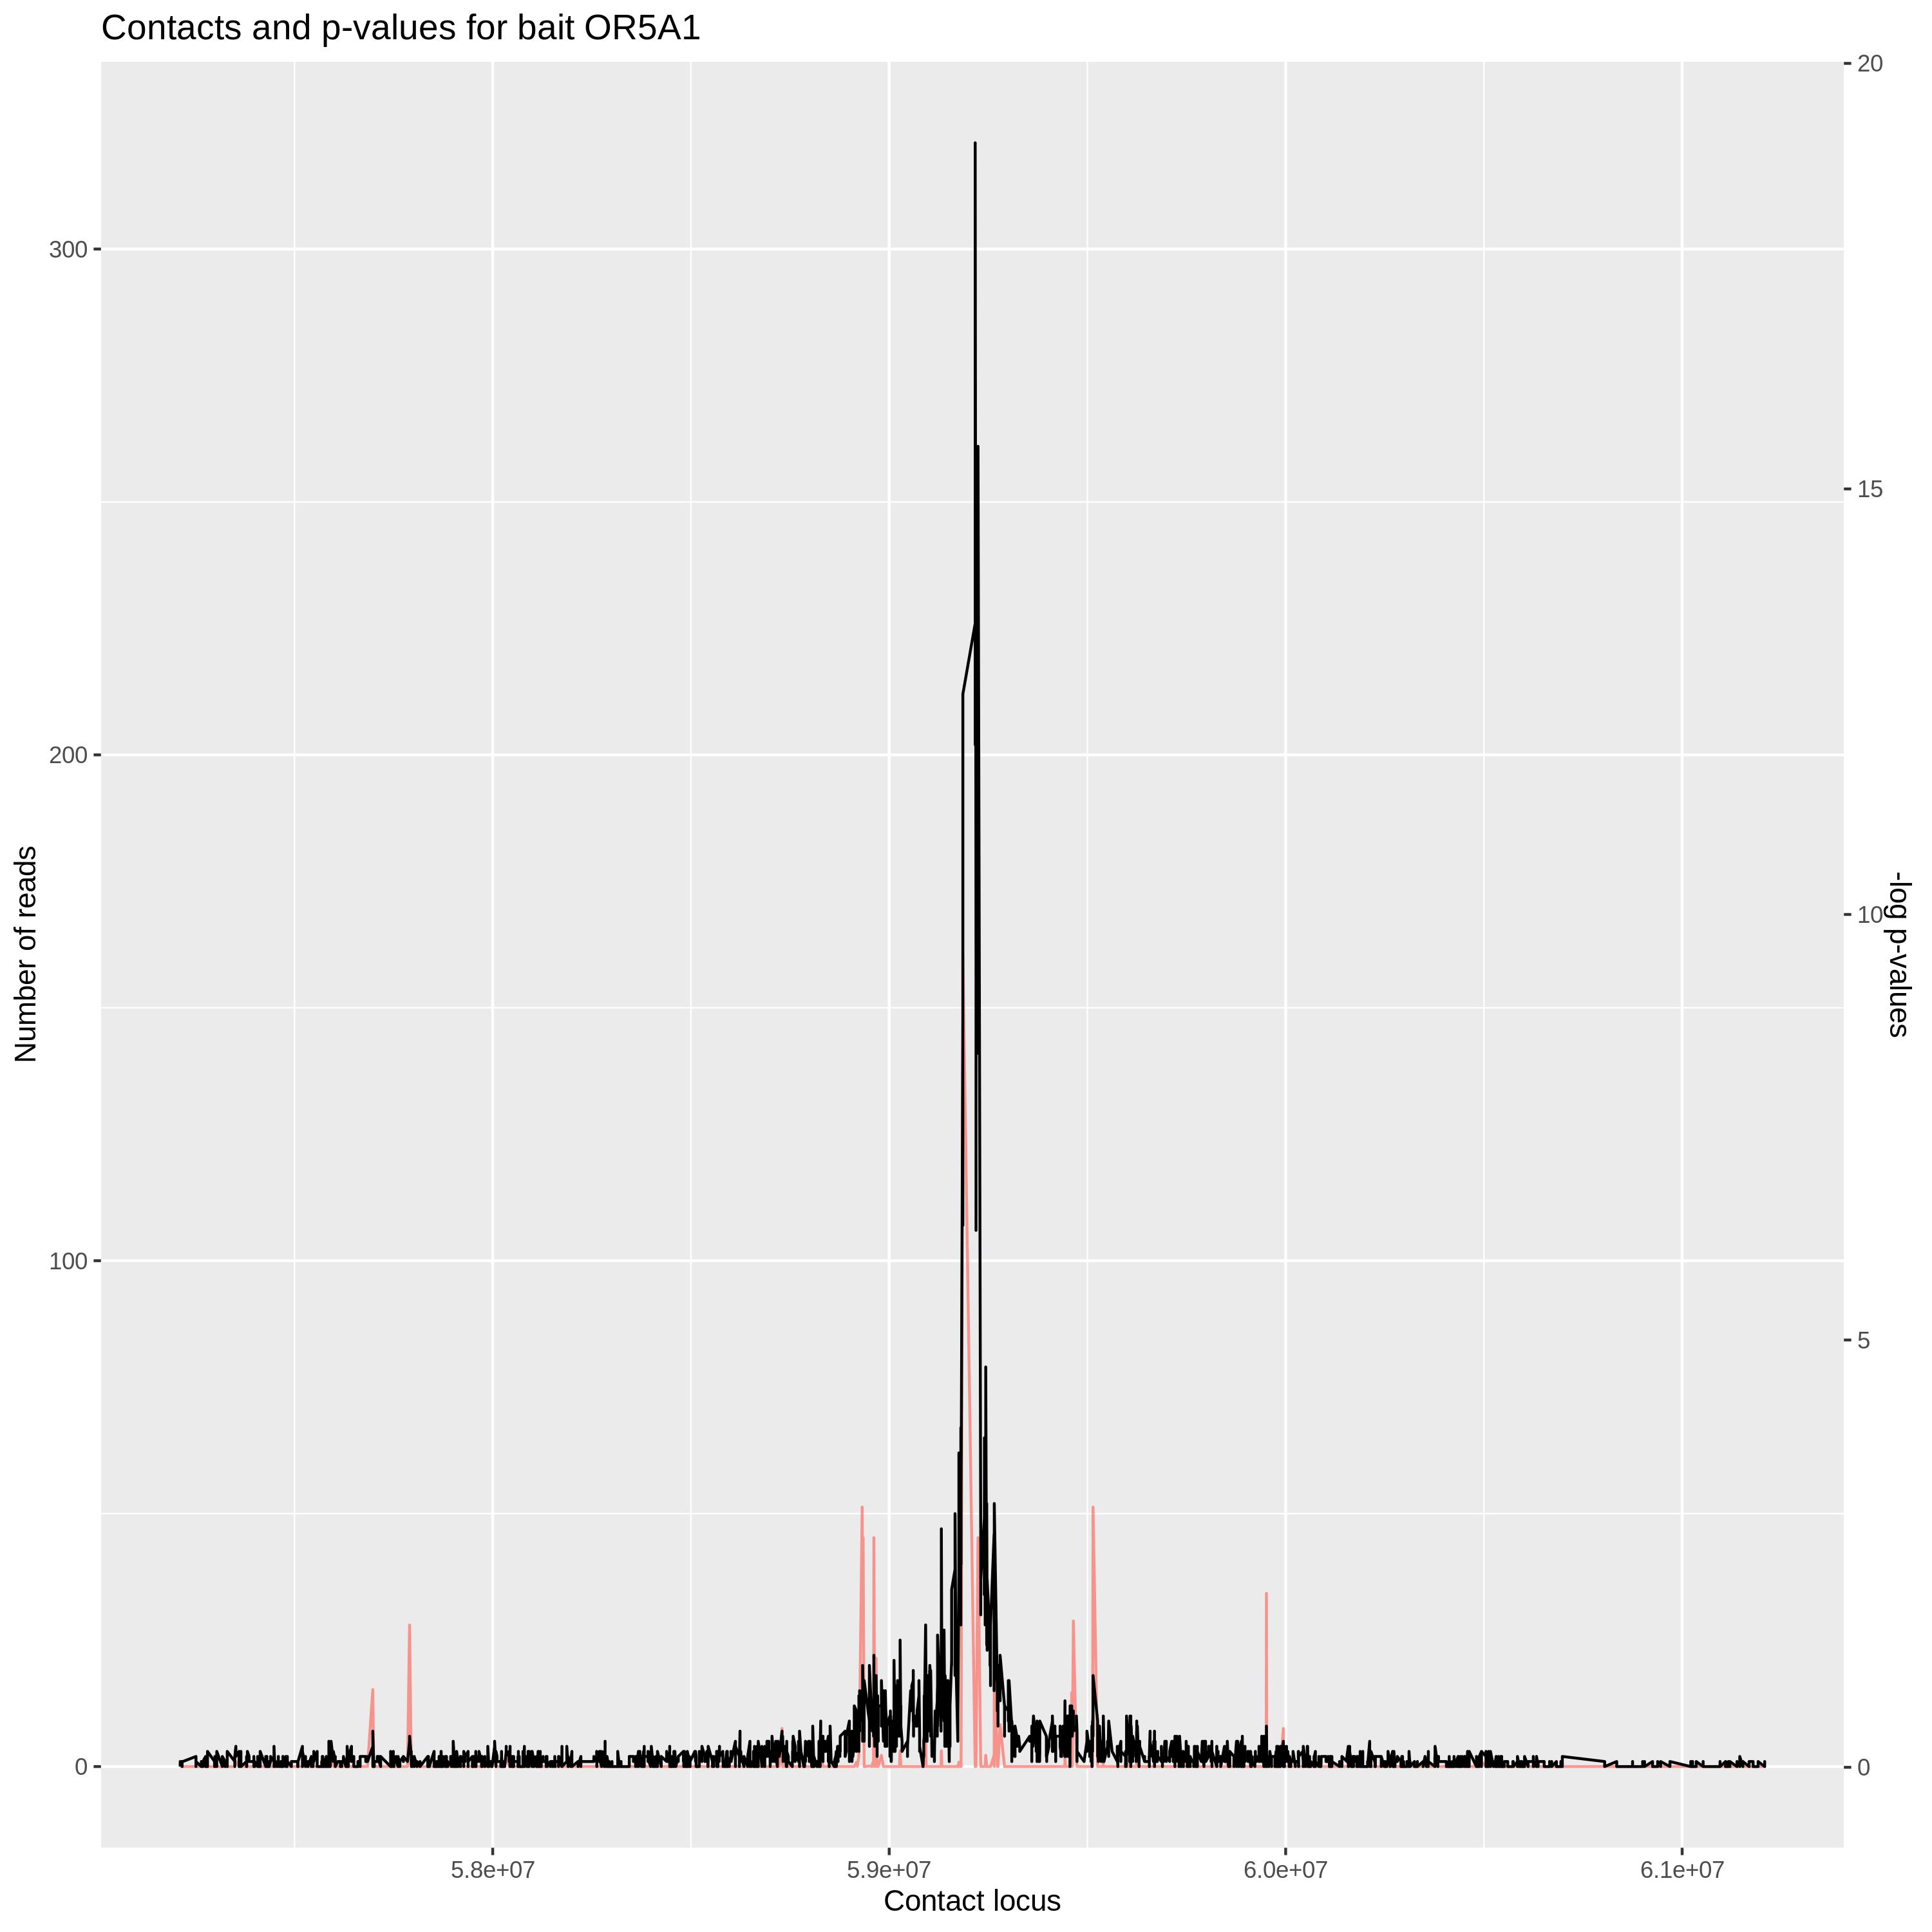 Contacts and p-values for bait OR5A1
300
200
100
0
Number of reads
20
15
10
5
0
-log p-values
5.8e+07 5.9e+07 6.0e+07 6.1e+07
Contact locus